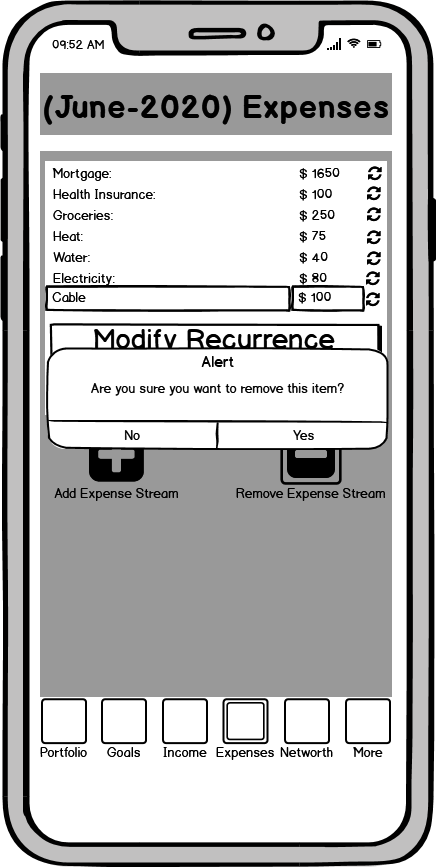 09:52 AM
(June-2020) Expenses
Mortgage: $ 1650
Health Insurance: $ 100
Groceries: $ 250
Heat: $ 75
Water: $ 40
Electricity: $ 80
Cable $ 100
Modify Recurrence
Alert
Are you sure you want to remove this item?
No Yes
Add Expense Stream Remove Expense Stream
Portfolio Goals Income Expenses Networth More